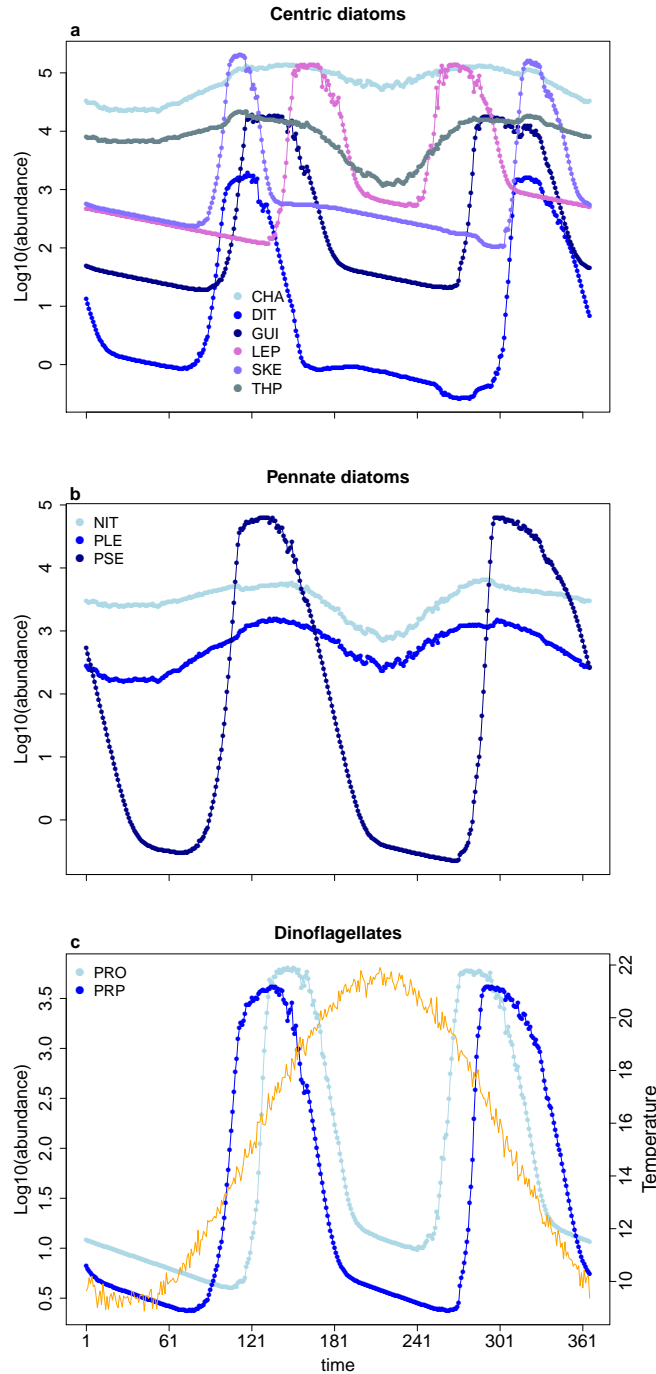 Centric diatoms
a
Log10(abundance)
5
4
3
2
1
0
CHA
DIT
GUI
LEP
SKE
THP
Pennate diatoms
b
Log10(abundance)
5
4
3
2
1
0
NIT
PLE
PSE
Dinoflagellates
c
Log10(abundance)
3.5
3.0
2.5
2.0
1.5
1.0
0.5
PRO
PRP
22
20
18
16
14
12
10
Temperature
1 61 121 181 241 301 361
time